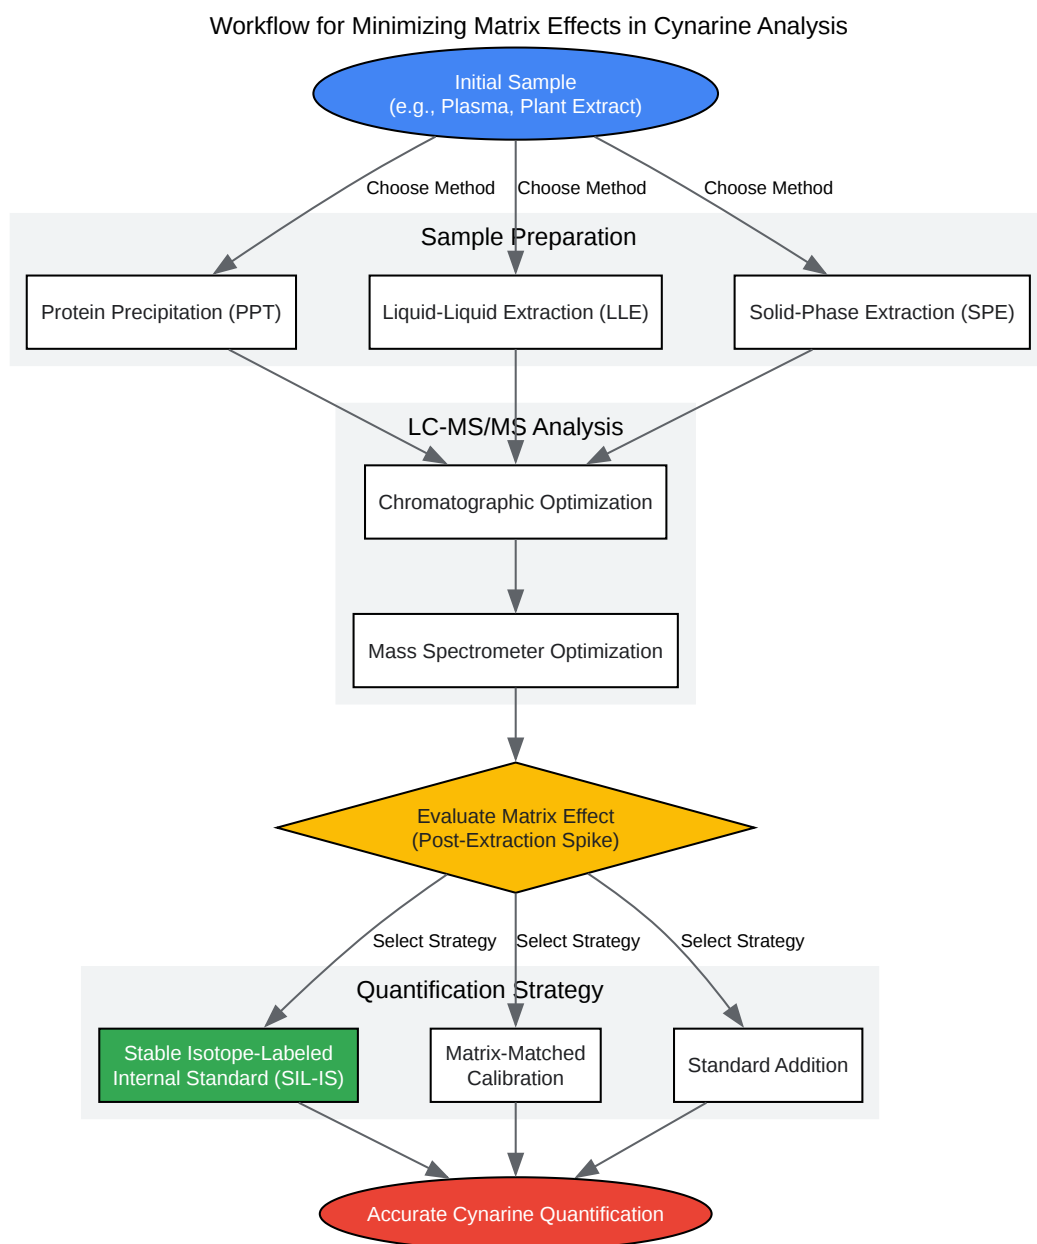 Workflow for Minimizing Matrix Effects in Cynarine Analysis
Initial Sample
(e.g., Plasma, Plant Extract)
Choose Method
Choose Method
Choose Method
Sample Preparation
Protein Precipitation (PPT)
Liquid-Liquid Extraction (LLE)
Solid-Phase Extraction (SPE)
LC-MS/MS Analysis
Chromatographic Optimization
Mass Spectrometer Optimization
Evaluate Matrix Effect
(Post-Extraction Spike)
Select Strategy
Select Strategy
Select Strategy
Quantification Strategy
Stable Isotope-Labeled
Internal Standard (SIL-IS)
Matrix-Matched
Calibration
Standard Addition
Accurate Cynarine Quantification